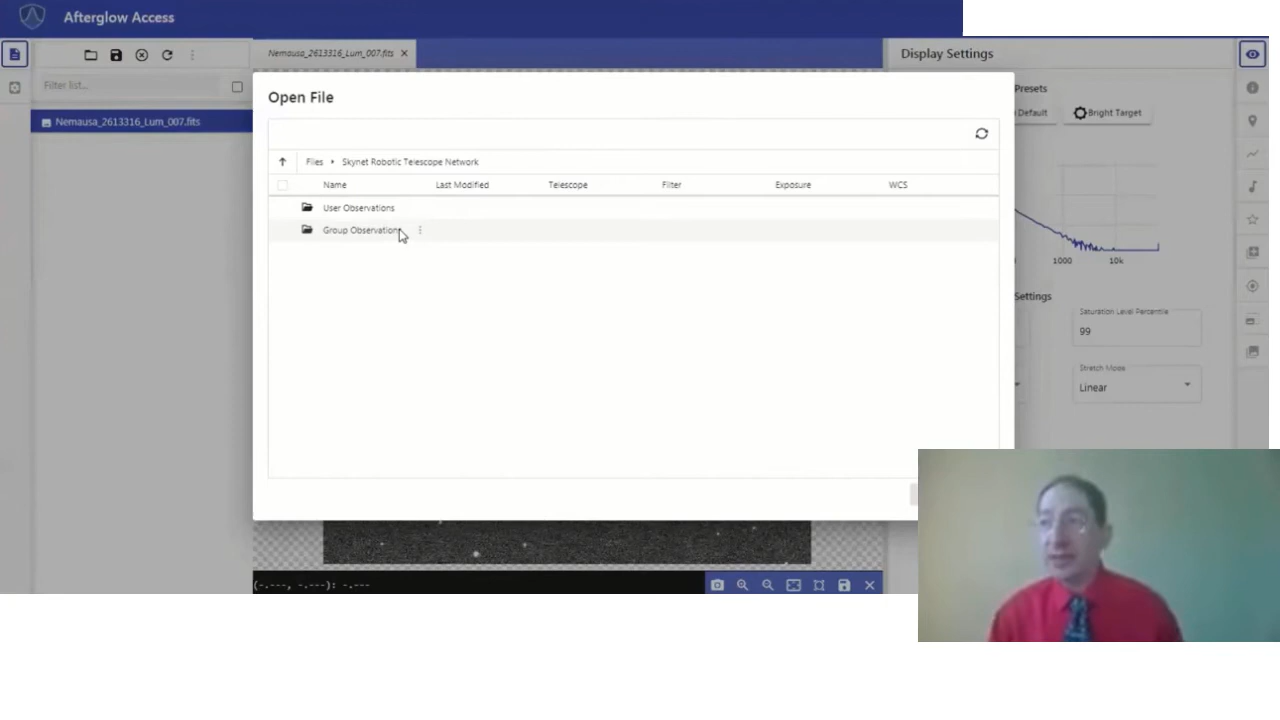 Afterglow Access
Nemausa_2613316_Lum_007.fits
Display Settings
Filter list...
Nemausa_2613316_Lum_007.fits
Open File
Presets
Default
Bright Target
Files
Skynet Robotic Telescope Network
Name
Last Modified
Telescope
Filter
Exposure
WCS
User Observations
Group Observations
1000
10k
Settings
Saturation Level Percentile
99
Stretch Mode
Linear
(-.---, -.---): -.---